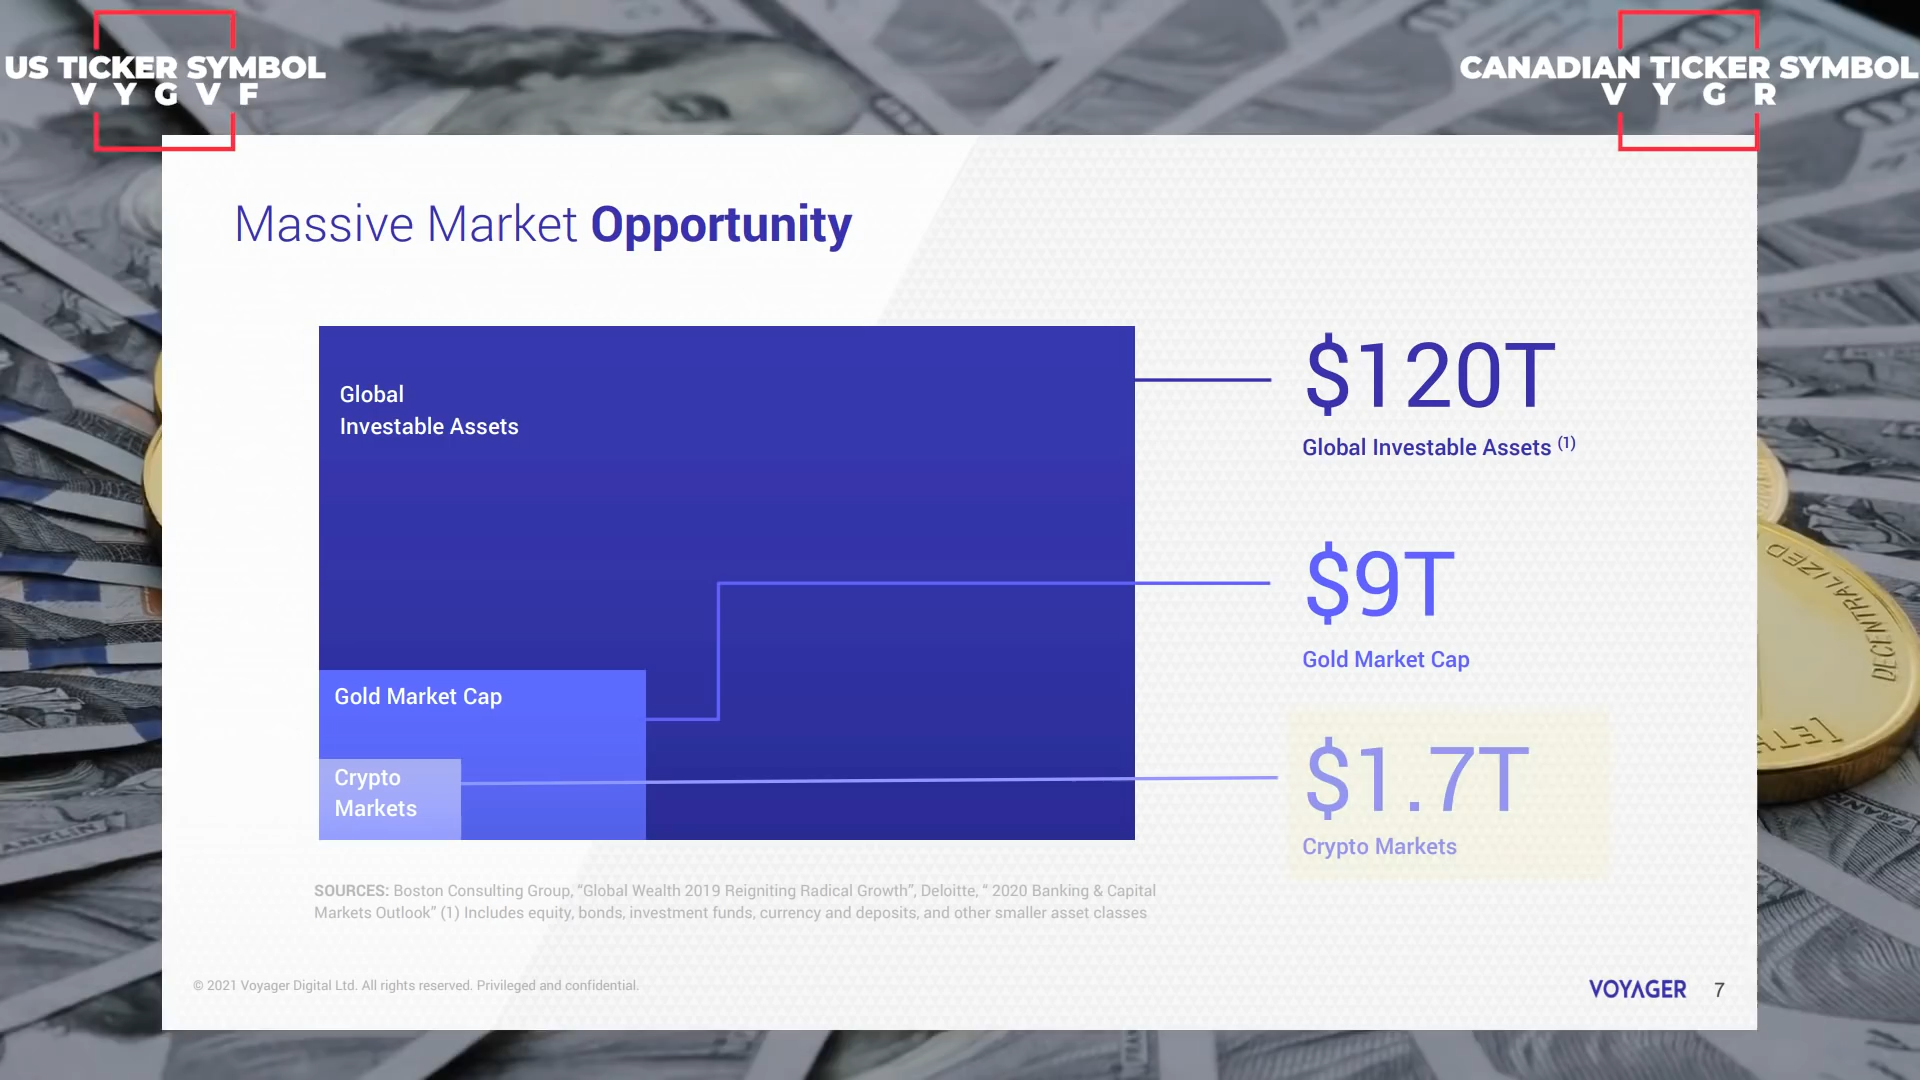 US TICKER SYMBOL
V Y G V F
CANADIAN TICKER SYMBOL
V Y G R
Massive Market Opportunity
Global
Investable Assets
Gold Market Cap
Crypto
Markets
$120T
Global Investable Assets (1)
$9T
Gold Market Cap
$1.7T
Crypto Markets
SOURCES: Boston Consulting Group, “Global Wealth 2019 Reigniting Radical Growth”, Deloitte, “ 2020 Banking & Capital
Markets Outlook” (1) Includes equity, bonds, investment funds, currency and deposits, and other smaller asset classes
© 2021 Voyager Digital Ltd. All rights reserved. Privileged and confidential.
VOYAGER 7
DECENTRALIZED